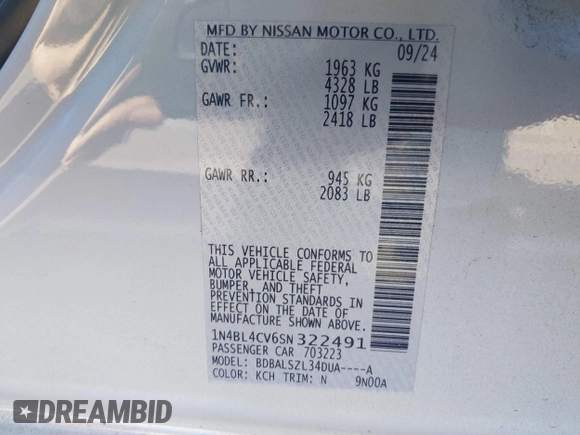 MFD BY NISSAN MOTOR CO., LTD.
DATE: 09/24
GVWR: 1963 KG
4328 LB
GAWR FR.: 1097 KG
2418 LB
GAWR RR.: 945 KG
2083 LB
THIS VEHICLE CONFORMS TO
ALL APPLICABLE FEDERAL
MOTOR VEHICLE SAFETY,
BUMPER, AND THEFT
PREVENTION STANDARDS IN
EFFECT ON THE DATE OF
MANUFACTURE SHOWN ABOVE.
1N4BL4CV6SN322491
PASSENGER CAR 703223
MODEL: BDBALSZL34DUA----A
COLOR: KCH TRIM: N 9N00A
DREAMBID